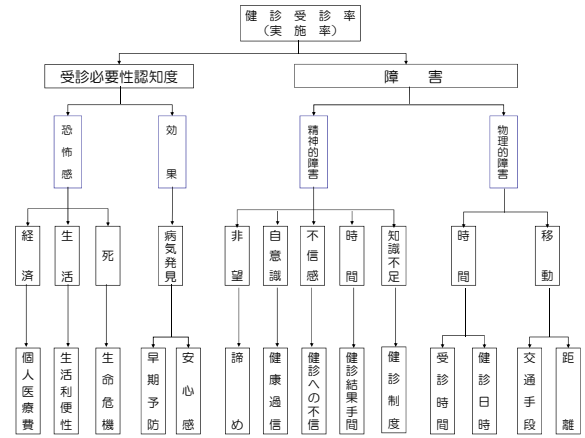 健診受診率
(実施率)
受診必要性認知度
障害
恐怖感
効果
精神的障害
物理的障害
経済
生活
死
病気発見
非望
自意識
不信感
時間
知識不足
時間
移動
個人医療費
生活利便性
生命危機
早期予防
安心感
諦め
健康過信
健診への不信
健診結果手間
健診制度
受診時間
健診日時
交通手段
距離